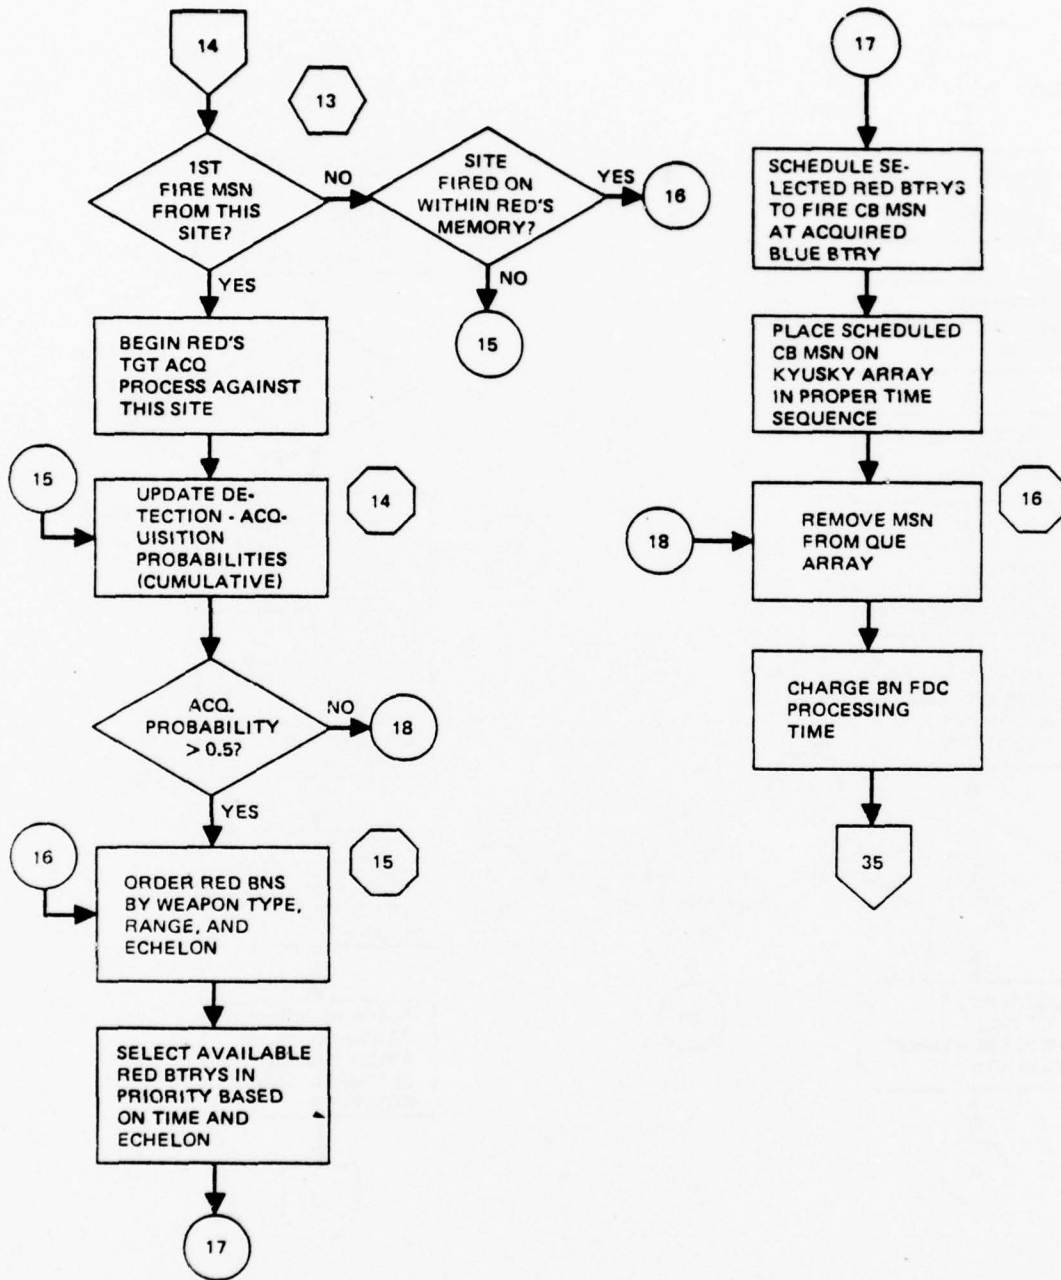 14
13
1ST
FIRE MSN
FROM THIS
SITE?
NO
SITE
FIRED ON
WITHIN RED'S
MEMORY?
YES
16
NO
15
YES
BEGIN RED'S
TGT ACQ
PROCESS AGAINST
THIS SITE
15
UPDATE DE-
TECTION - ACQ-
UISITION
PROBABILITIES
(CUMULATIVE)
14
ACQ.
PROBABILITY
> 0.5?
NO
18
YES
16
ORDER RED BNS
BY WEAPON TYPE,
RANGE, AND
ECHELON
15
SELECT AVAILABLE
RED BTRYS IN
PRIORITY BASED
ON TIME AND
ECHELON
17
17
SCHEDULE SE-
LECTED RED BTRYS
TO FIRE CB MSN
AT ACQUIRED
BLUE BTRY
PLACE SCHEDULED
CB MSN ON
KYUSKY ARRAY
IN PROPER TIME
SEQUENCE
16
18
REMOVE MSN
FROM QUE
ARRAY
CHARGE BN FDC
PROCESSING
TIME
35